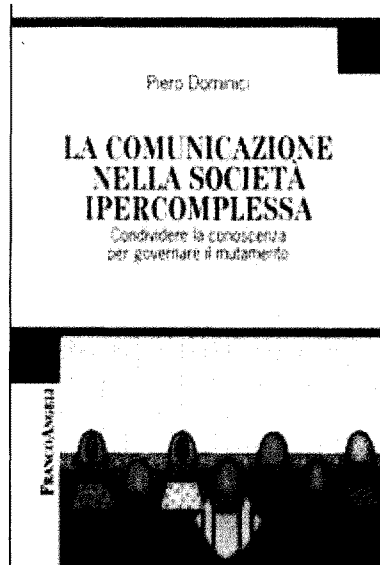 Piero Dominici
LA COMUNICAZIONE
NELLA SOCIETÀ
IPERCOMPLESSA
Condividere la conoscenza
per governare il mutamento
FRANCOANGELI